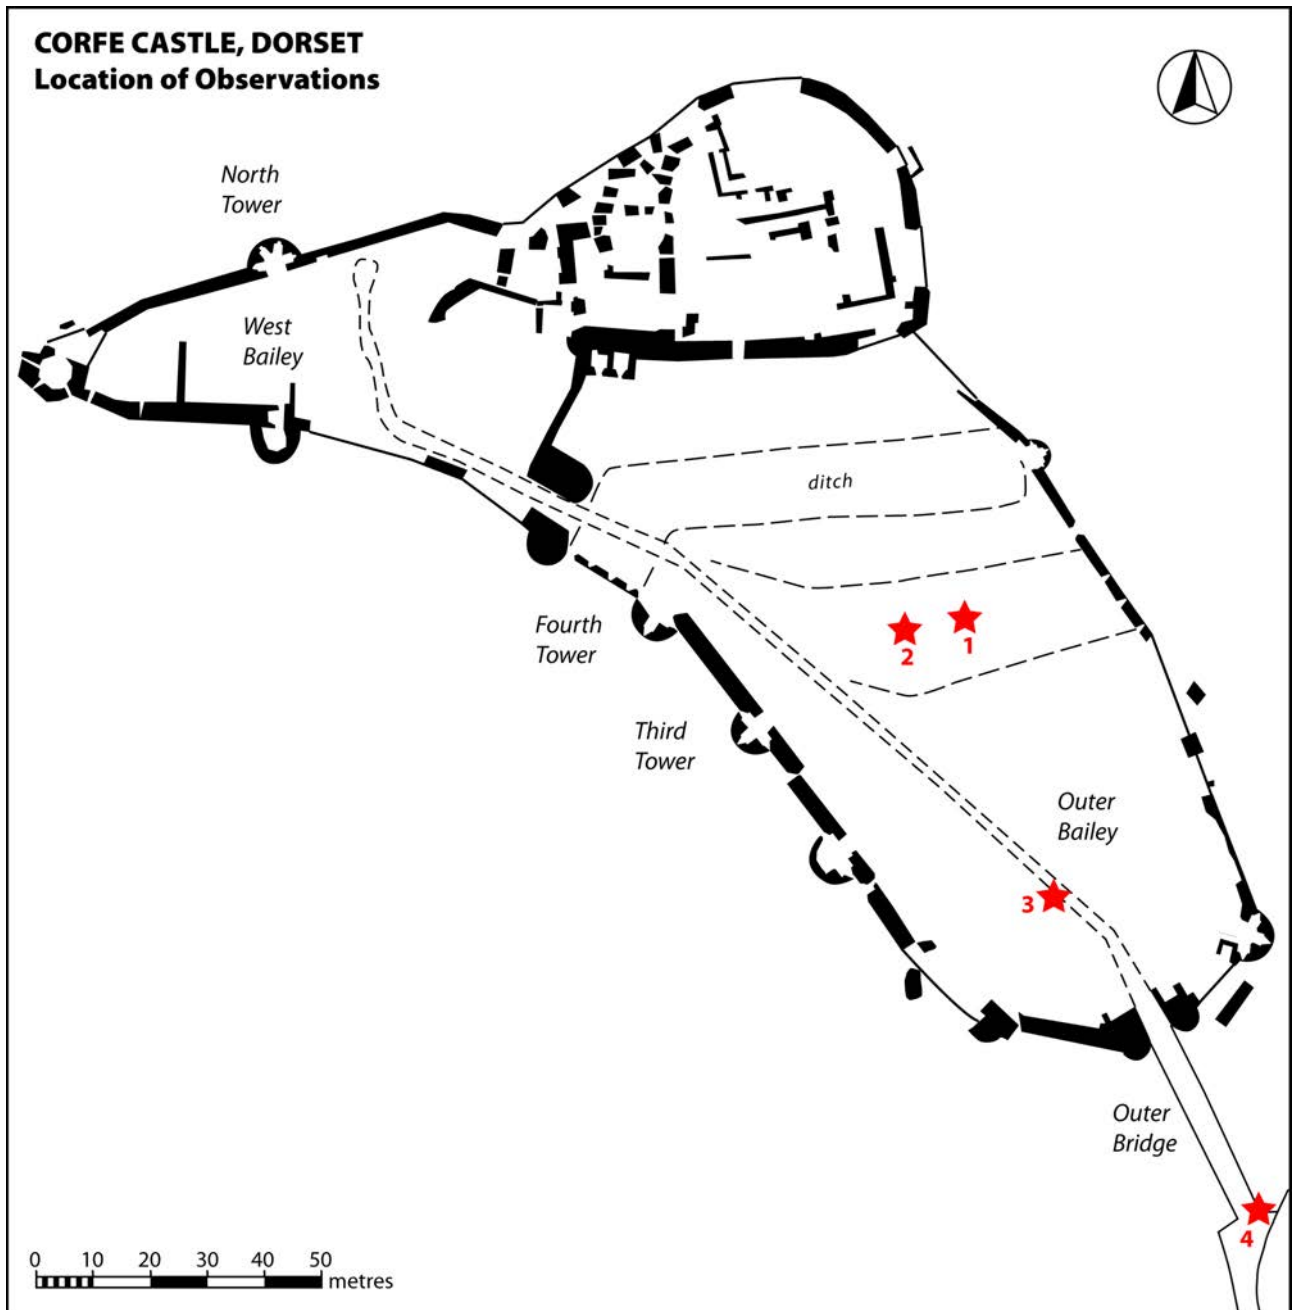 CORFE CASTLE, DORSET
Location of Observations
North
Tower
West
Bailey
ditch
Fourth
Tower
2
1
Third
Tower
Outer
Bailey
3
Outer
Bridge
4
0 10 20 30 40 50
metres